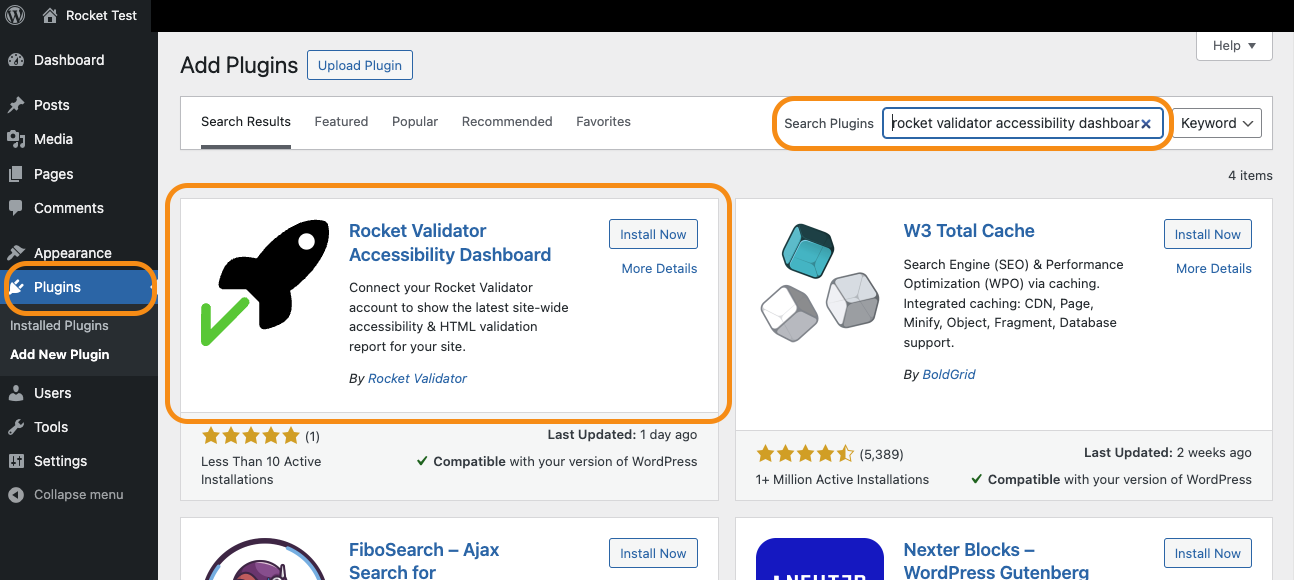 Rocket Test
Dashboard
Posts
Media
Pages
Comments
Appearance
Plugins
Installed Plugins
Add New Plugin
Users
Tools
Settings
Collapse menu
Help
Add Plugins
Upload Plugin
Search Results
Featured
Popular
Recommended
Favorites
Search Plugins
rocket validator accessibility dashboar
Keyword
4 items
Rocket Validator
Accessibility Dashboard
Install Now
More Details
Connect your Rocket Validator
account to show the latest site-wide
accessibility & HTML validation
report for your site.
By Rocket Validator
(1)
Last Updated: 1 day ago
Less Than 10 Active
Installations
Compatible with your version of WordPress
W3 Total Cache
Install Now
More Details
Search Engine (SEO) & Performance
Optimization (WPO) via caching.
Integrated caching: CDN, Page,
Minify, Object, Fragment, Database
support.
By BoldGrid
(5,389)
Last Updated: 2 weeks ago
1+ Million Active Installations
Compatible with your version of WordPress
FiboSearch – Ajax
Search for
Install Now
Nexter Blocks –
WordPress Gutenberg
Install Now